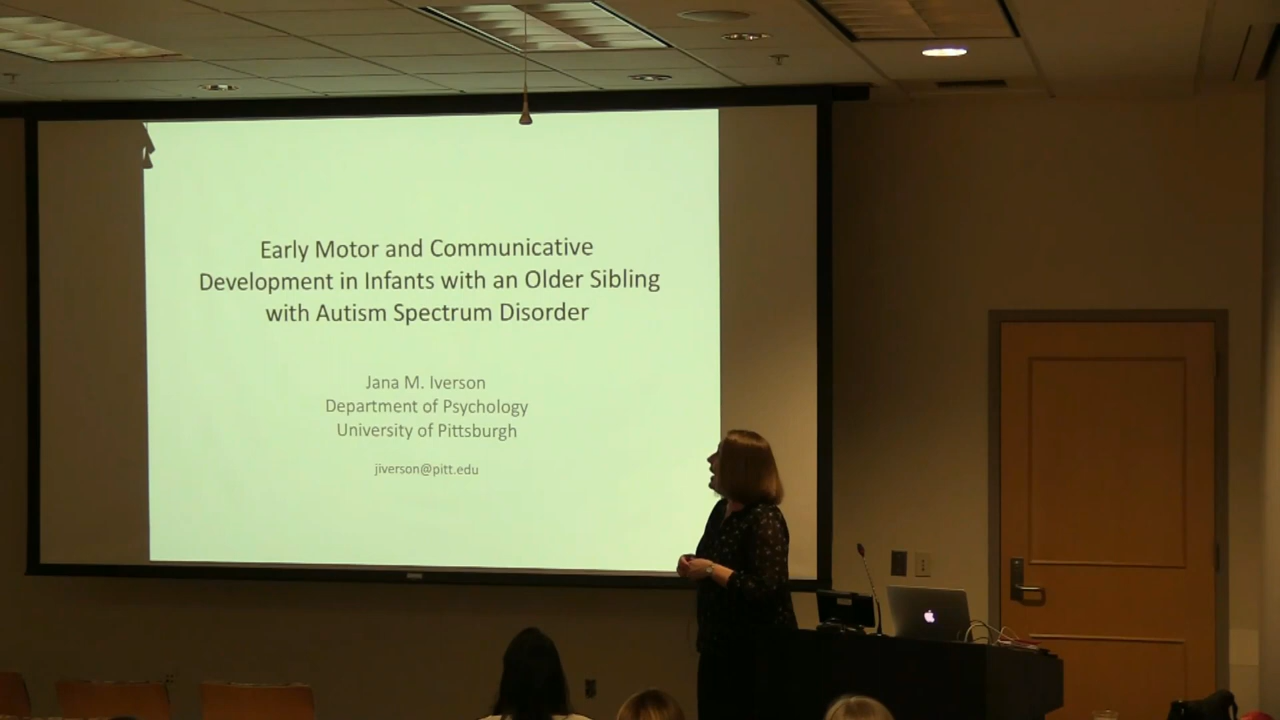 Early Motor and Communicative
Development in Infants with an Older Sibling
with Autism Spectrum Disorder
Jana M. Iverson
Department of Psychology
University of Pittsburgh
jiverson@pitt.edu